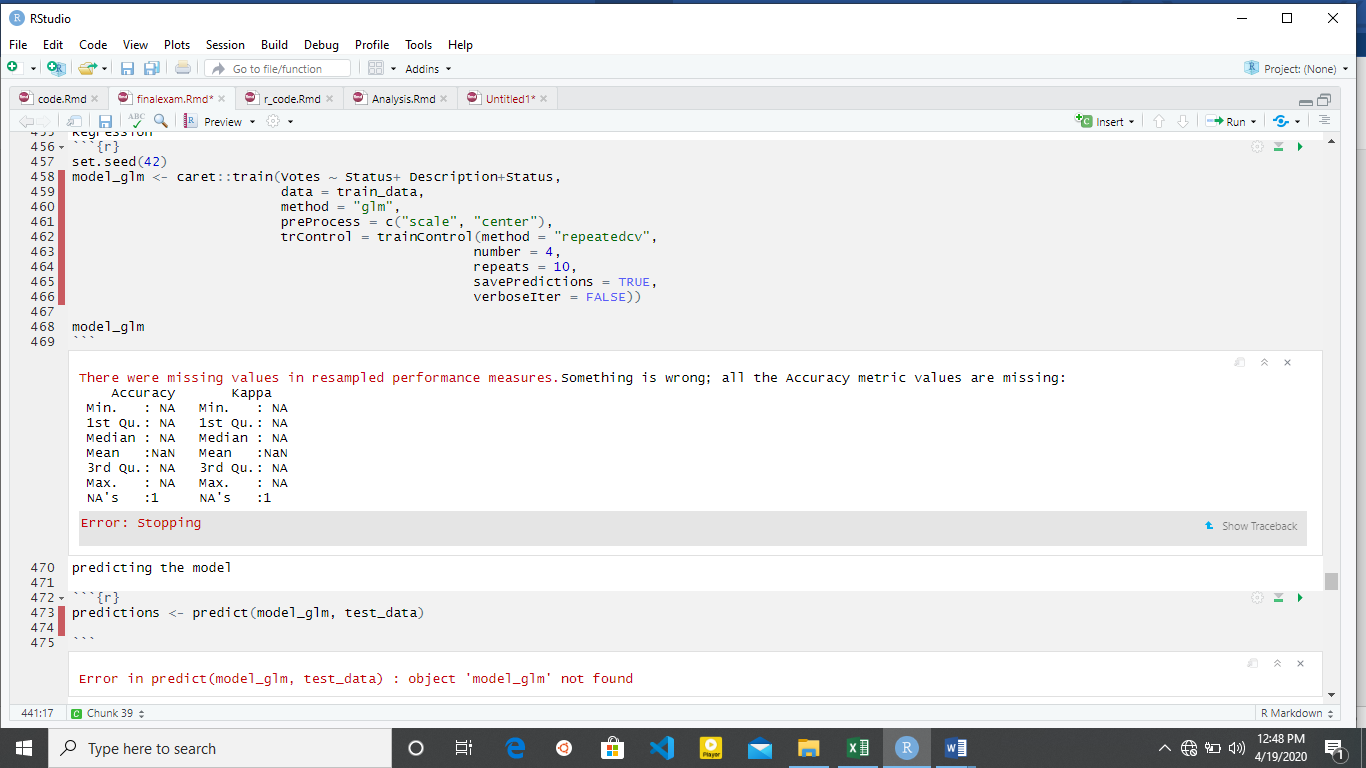 RStudio
File Edit Code View Plots Session Build Debug Profile Tools Help
Go to file/function Addins Project: (None)
code.Rmd finalexam.Rmd* r_code.Rmd Analysis.Rmd Untitled1*
ABC Preview Insert Run
455 Regression
456 ```{r}
457 set.seed(42)
458 model_glm <- caret::train(Votes ~ Status+ Description+Status,
459 data = train_data,
460 method = "glm",
461 preProcess = c("scale", "center"),
462 trControl = trainControl(method = "repeatedcv",
463 number = 4,
464 repeats = 10,
465 savePredictions = TRUE,
466 verboseIter = FALSE))
467
468 model_glm
469 ```
There were missing values in resampled performance measures.Something is wrong; all the Accuracy metric values are missing:
Accuracy Kappa
Min. : NA Min. : NA
1st Qu.: NA 1st Qu.: NA
Median : NA Median : NA
Mean :NaN Mean :NaN
3rd Qu.: NA 3rd Qu.: NA
Max. : NA Max. : NA
NA's :1 NA's :1
Error: Stopping Show Traceback
470 predicting the model
471
472 ```{r}
473 predictions <- predict(model_glm, test_data)
474
475 ```
Error in predict(model_glm, test_data) : object 'model_glm' not found
441:17 C Chunk 39 R Markdown
Type here to search Player 12:48 PM
4/19/2020 1